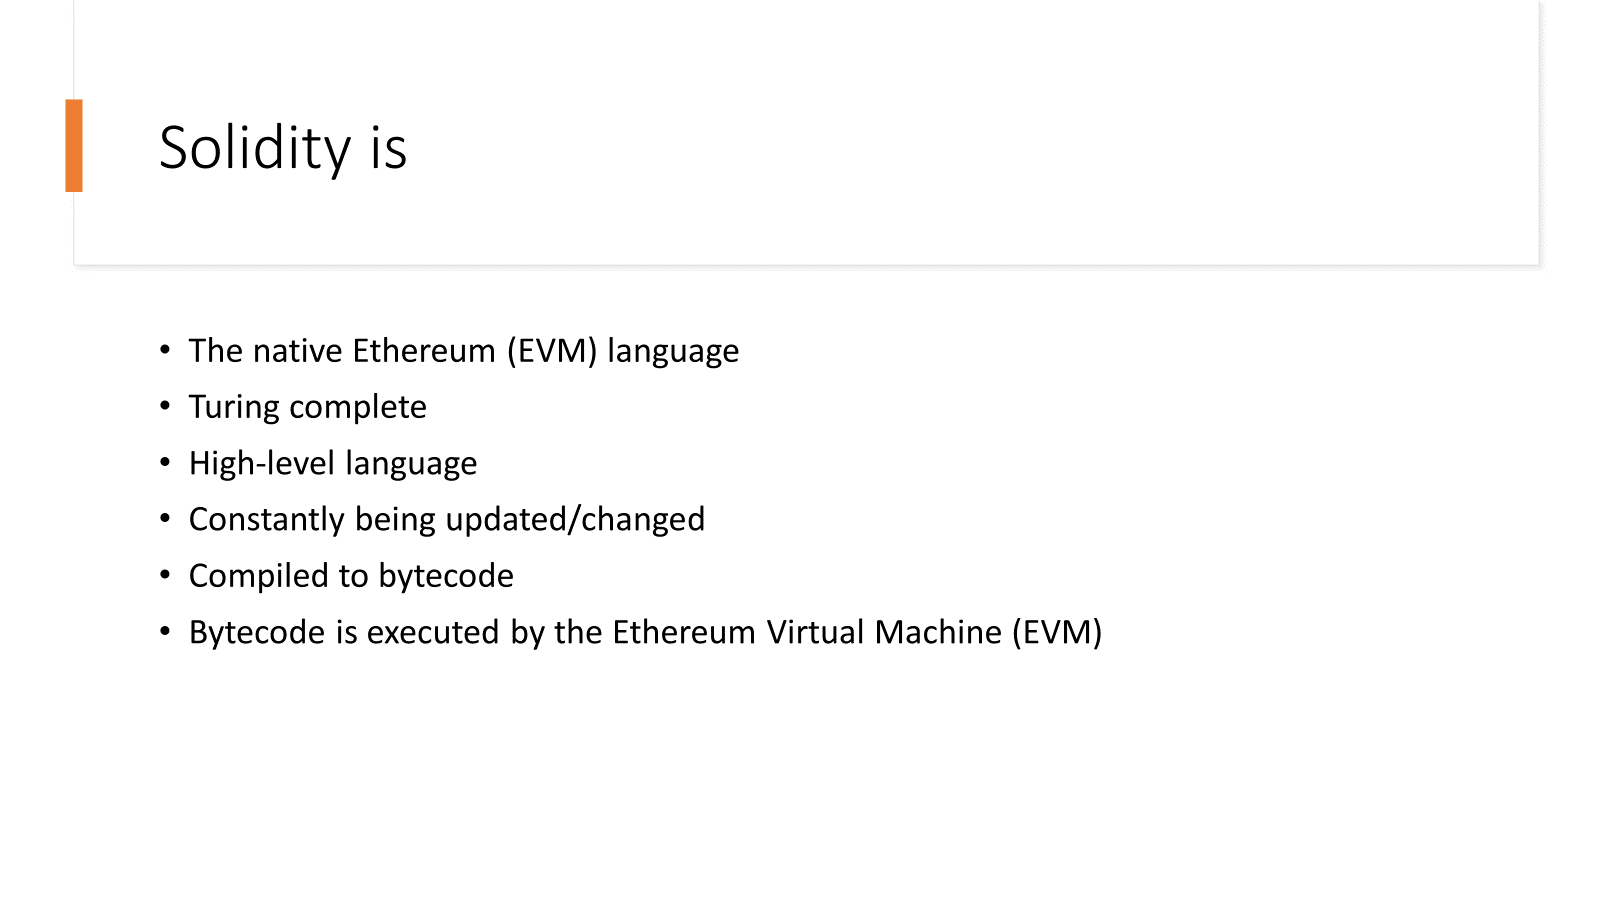 Solidity is
• The native Ethereum (EVM) language
• Turing complete
• High-level language
• Constantly being updated/changed
• Compiled to bytecode
• Bytecode is executed by the Ethereum Virtual Machine (EVM)